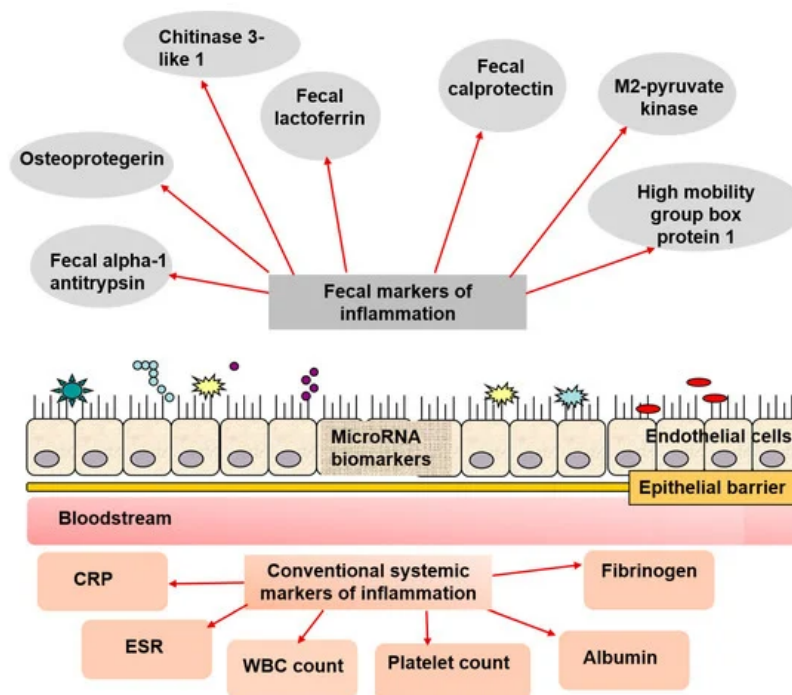 Chitinase 3-
like 1
Fecal
lactoferrin
Fecal
calprotectin
M2-pyruvate
kinase
Osteoprotegerin
High mobility
group box
protein 1
Fecal alpha-1
antitrypsin
Fecal markers of
inflammation
MicroRNA
biomarkers
Endothelial cells
Epithelial barrier
Bloodstream
CRP
Conventional systemic
markers of inflammation
Fibrinogen
ESR
WBC count
Platelet count
Albumin